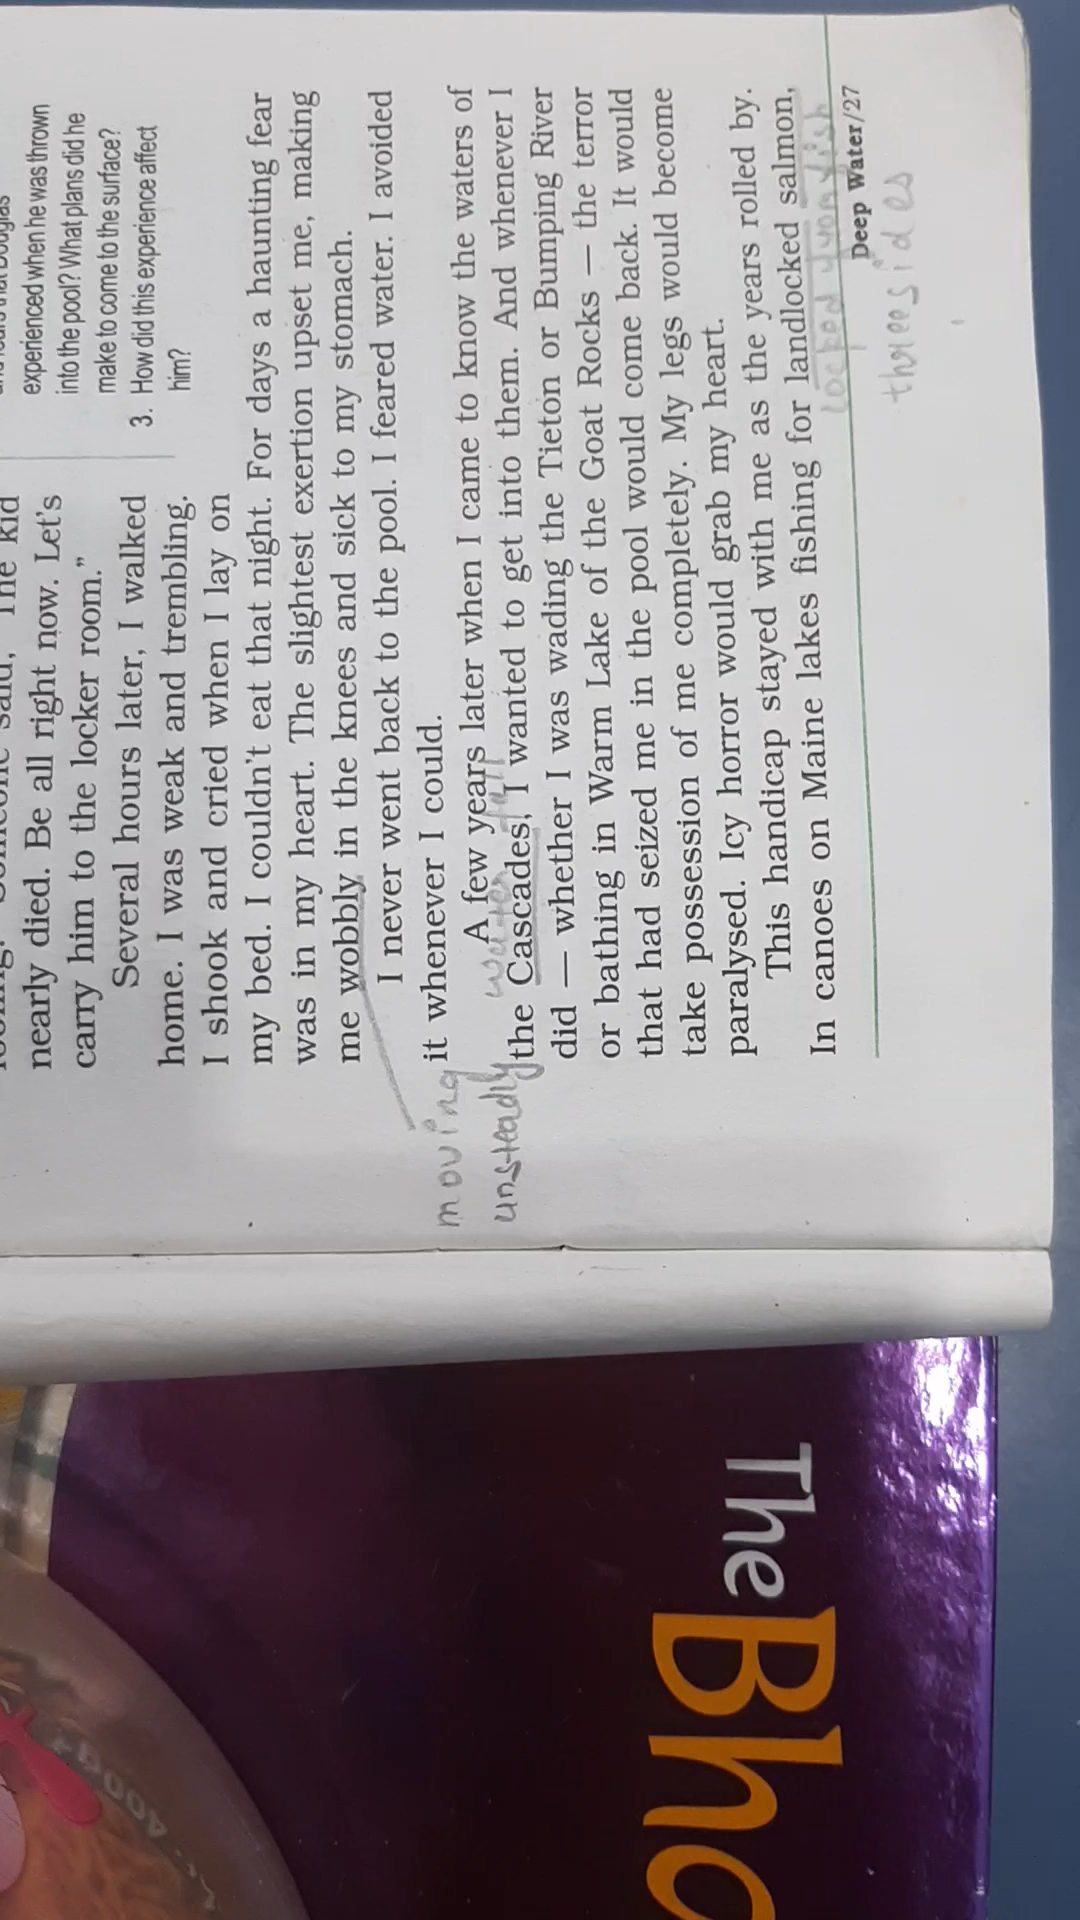 experienced when he was thrown
into the pool? What plans did he
make to come to the surface?
3. How did this experience affect
him?
nearly died. Be all right now. Let's
carry him to the locker room."
Several hours later, I walked
home. I was weak and trembling.
I shook and cried when I lay on
my bed. I couldn't eat that night. For days a haunting fear
was in my heart. The slightest exertion upset me, making
me wobbly in the knees and sick to my stomach.
I never went back to the pool. I feared water. I avoided
it whenever I could.
moving
unsteadly
A few years later when I came to know the waters of
water fall
the Cascades, I wanted to get into them. And whenever I
did — whether I was wading the Tieton or Bumping River
or bathing in Warm Lake of the Goat Rocks — the terror
that had seized me in the pool would come back. It would
take possession of me completely. My legs would become
paralysed. Icy horror would grab my heart.
This handicap stayed with me as the years rolled by.
In canoes on Maine lakes fishing for landlocked salmon,
locked
Deep Water/27
three sides
The
Bho
400g